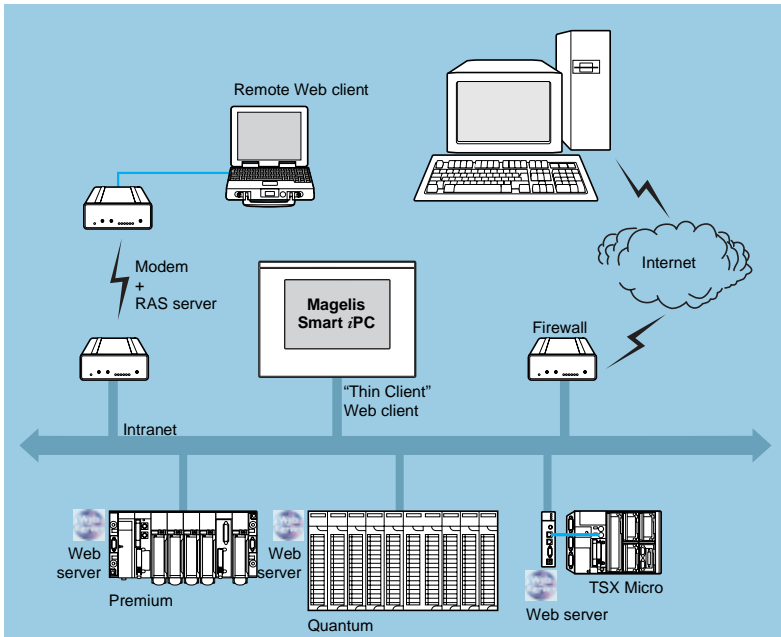 Remote Web client
Internet
Modem
+
RAS server
Magelis
Smart iPC
Firewall
"Thin Client"
Web client
Intranet
Web
server
Premium
Web
server
Quantum
TSX Micro
Web server